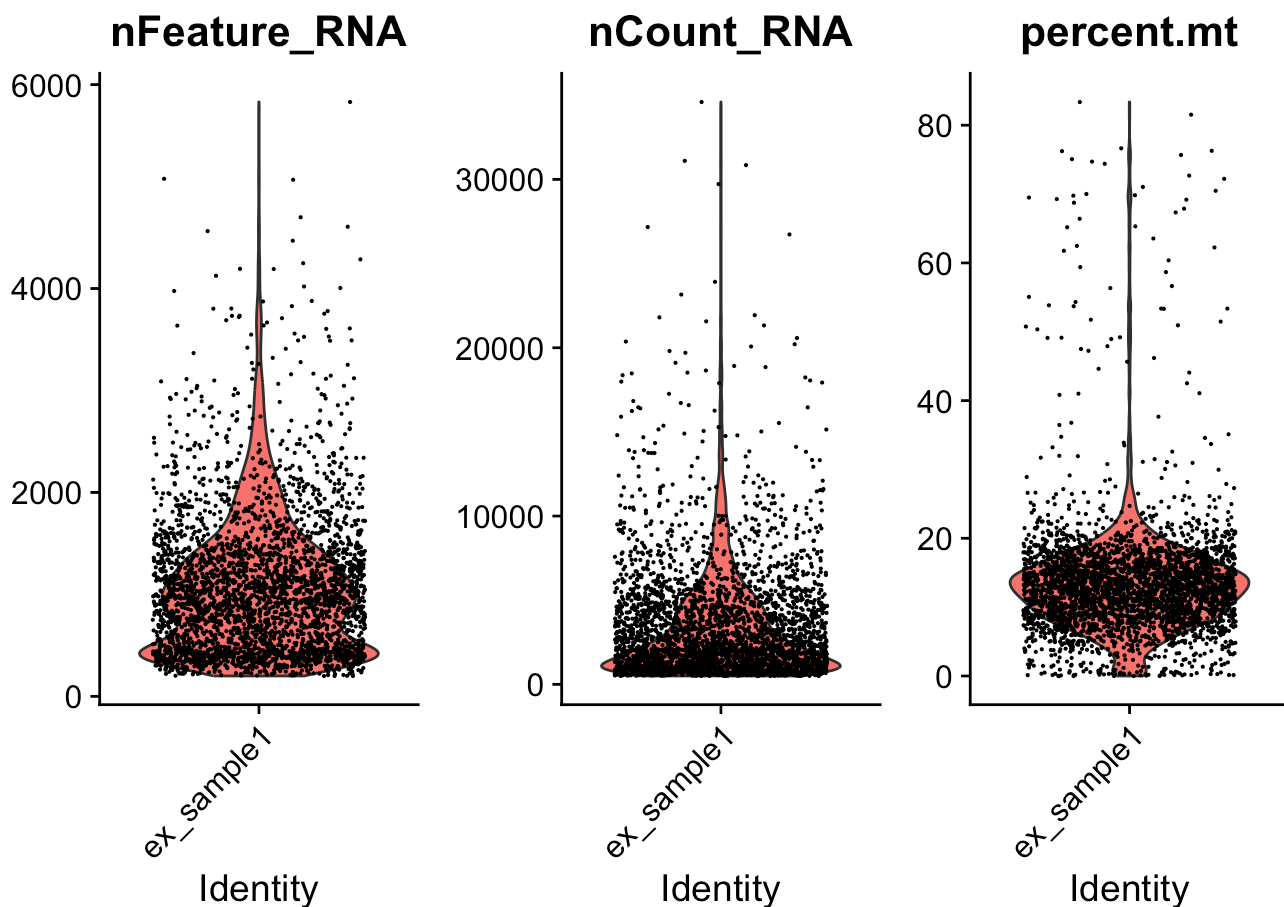 nFeature_RNA
6000
4000
2000
0
ex_sample1
Identity
nCount_RNA
30000
20000
10000
0
ex_sample1
Identity
percent.mt
80
60
40
20
0
ex_sample1
Identity